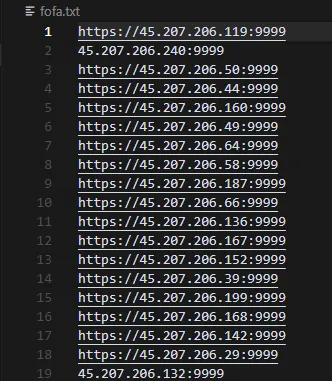 fofa.txt
1 https://45.207.206.119:9999
2 45.207.206.240:9999
3 https://45.207.206.50:9999
4 https://45.207.206.44:9999
5 https://45.207.206.160:9999
6 https://45.207.206.49:9999
7 https://45.207.206.64:9999
8 https://45.207.206.58:9999
9 https://45.207.206.187:9999
10 https://45.207.206.66:9999
11 https://45.207.206.136:9999
12 https://45.207.206.167:9999
13 https://45.207.206.152:9999
14 https://45.207.206.39:9999
15 https://45.207.206.199:9999
16 https://45.207.206.168:9999
17 https://45.207.206.142:9999
18 https://45.207.206.29:9999
19 45.207.206.132:9999